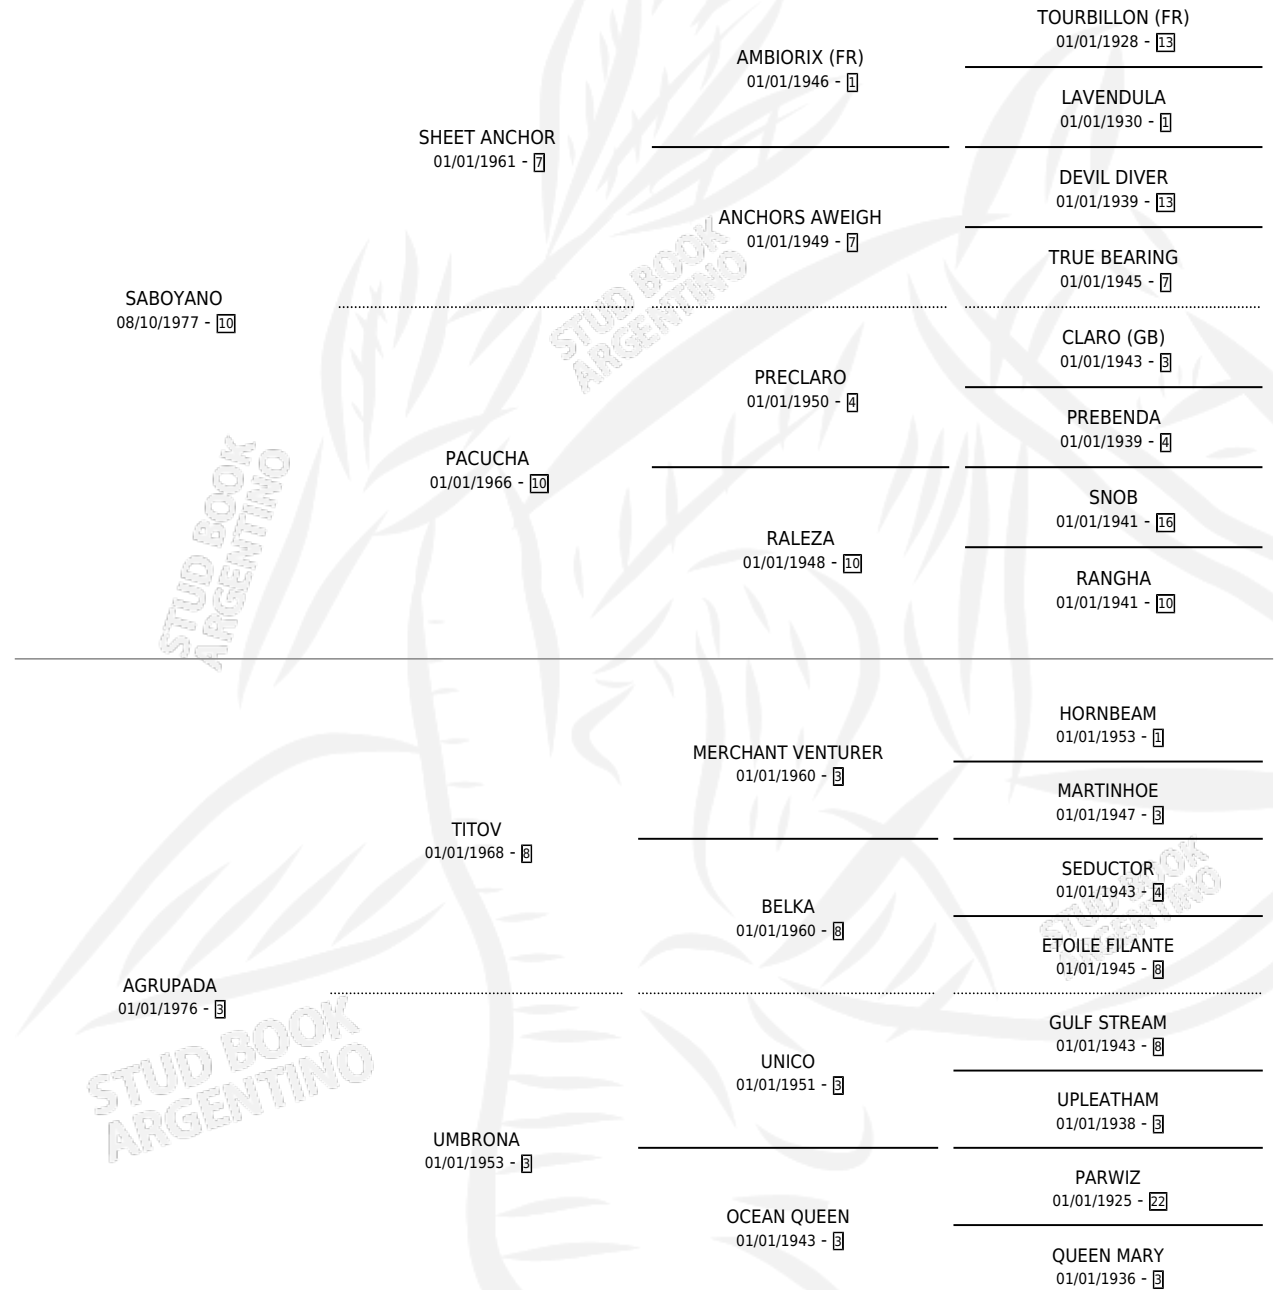 TOURBILLON (FR)
01/01/1928 - 13
AMBIORIX (FR)
01/01/1946 - 1
LAVENDULA
01/01/1930 - 1
SHEET ANCHOR
01/01/1961 - 7
DEVIL DIVER
01/01/1939 - 13
ANCHORS AWEIGH
01/01/1949 - 7
TRUE BEARING
01/01/1945 - 7
SABOYANO
08/10/1977 - 10
CLARO (GB)
01/01/1943 - 3
PRECLARO
01/01/1950 - 4
PREBENDA
01/01/1939 - 4
PACUCHA
01/01/1966 - 10
SNOB
01/01/1941 - 16
RALEZA
01/01/1948 - 10
RANGHA
01/01/1941 - 10
HORNBEAM
01/01/1953 - 1
MERCHANT VENTURER
01/01/1960 - 3
MARTINHOE
01/01/1947 - 3
TITOV
01/01/1968 - 8
SEDUCTOR
01/01/1943 - 4
BELKA
01/01/1960 - 8
ETOILE FILANTE
01/01/1945 - 8
AGRUPADA
01/01/1976 - 3
GULF STREAM
01/01/1943 - 8
UNICO
01/01/1951 - 3
UPLEATHAM
01/01/1938 - 3
UMBRONA
01/01/1953 - 3
PARWIZ
01/01/1925 - 22
OCEAN QUEEN
01/01/1943 - 3
QUEEN MARY
01/01/1936 - 3
STUD BOOK
ARGENTINO
STUD BOOK
ARGENTINO
STUD BOOK
ARGENTINO
STUD BOOK
ARGENTINO